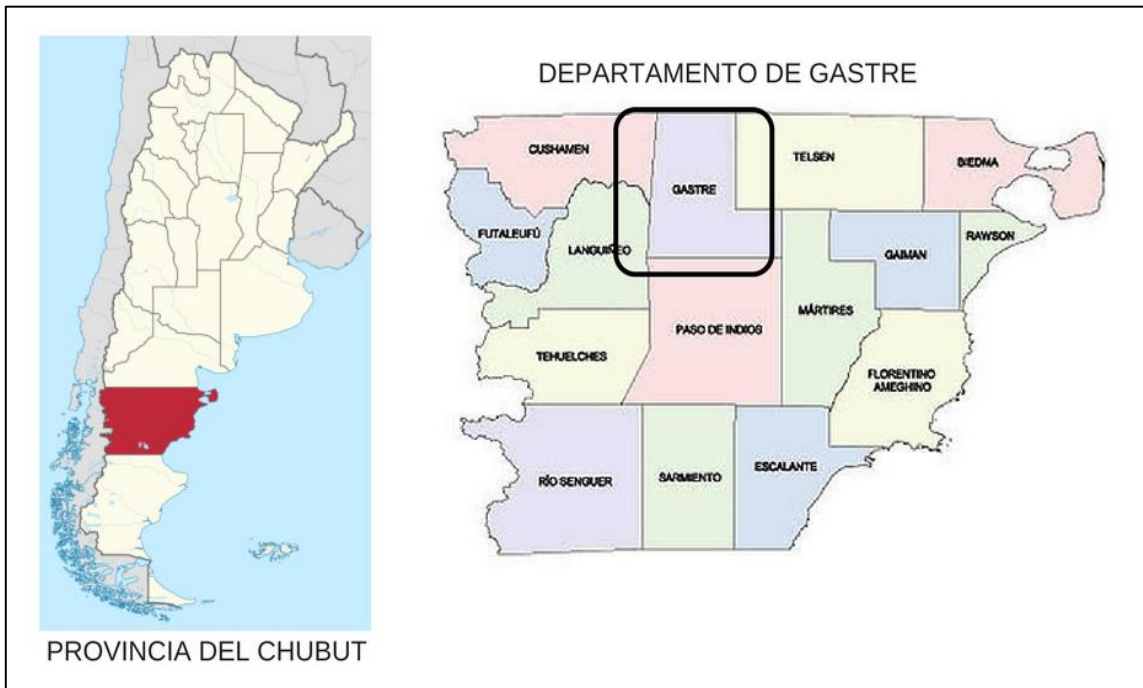 DEPARTAMENTO DE GASTRE
CUSHAMEN
TELSEN
BIEDMA
GASTRE
FUTALEUFÚ
LANGUIÑEO
GAIMAN
RAWSON
MÁRTIRES
PASO DE INDIOS
TEHUELCHES
FLORENTINO
AMEGHINO
RÍO SENGUER
SARMIENTO
ESCALANTE
PROVINCIA DEL CHUBUT